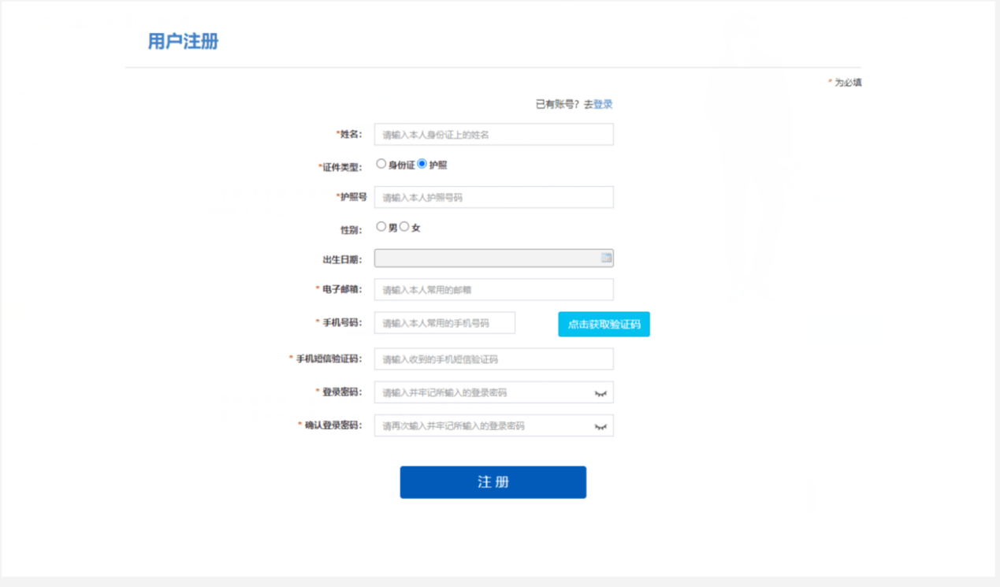 用户注册
* 为必填
已有账号？去登录
*姓名： 请输入本人身份证上的姓名
*证件类型： 身份证 护照
*护照号 请输入本人护照号码
性别： 男 女
出生日期：
* 电子邮箱： 请输入本人常用的邮箱
* 手机号码： 请输入本人常用的手机号码 点击获取验证码
* 手机短信验证码： 请输入收到的手机短信验证码
* 登录密码： 请输入并牢记所输入的登录密码
* 确认登录密码： 请再次输入并牢记所输入的登录密码
注 册